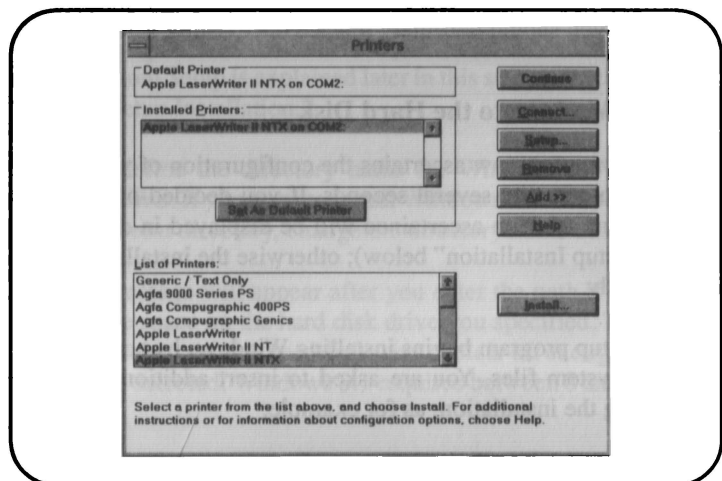 Printers
Default Printer
Apple LaserWriter II NTX on COM2:
Installed Printers:
Apple LaserWriter II NTX on COM2:
Set As Default Printer
Continue
Connect...
Setup...
Remove
Add >>
Help
List of Printers:
Generic / Text Only
Agfa 9000 Series PS
Agfa Compugraphic 400PS
Agfa Compugraphic Genics
Apple LaserWriter
Apple LaserWriter II NT
Apple LaserWriter II NTX
Install...
Select a printer from the list above, and choose Install. For additional
instructions or for information about configuration options, choose Help.